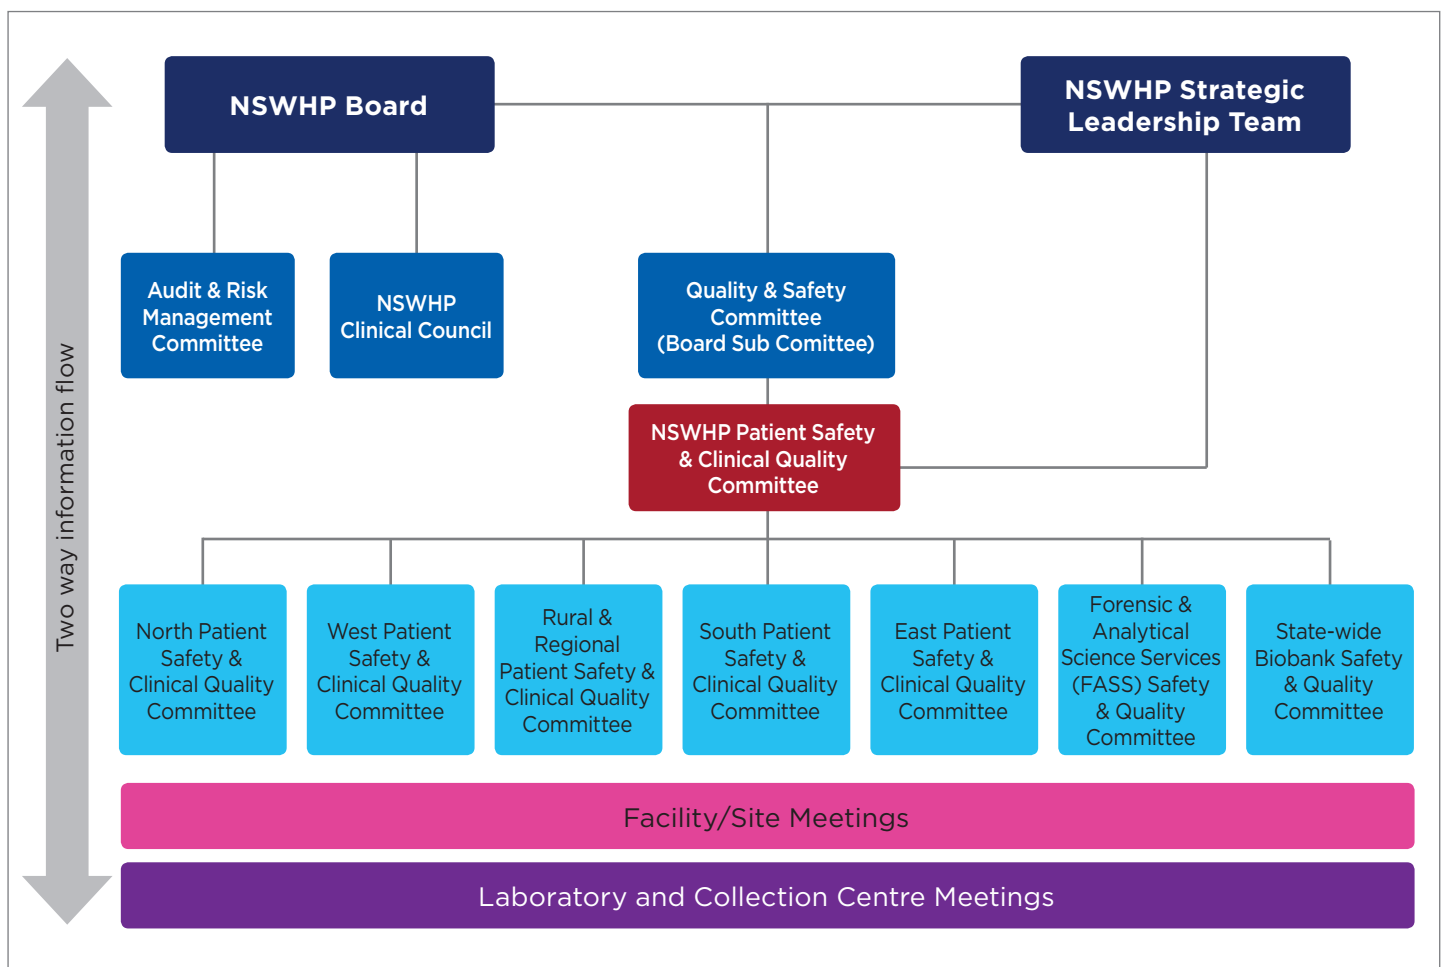 NSWHP Board
NSWHP Strategic
Leadership Team
Audit & Risk
Management
Committee
NSWHP
Clinical Council
Quality & Safety
Committee
(Board Sub Comittee)
NSWHP Patient Safety
& Clinical Quality
Committee
Two way information flow
North Patient
Safety &
Clinical Quality
Committee
West Patient
Safety &
Clinical Quality
Committee
Rural &
Regional
Patient Safety &
Clinical Quality
Committee
South Patient
Safety &
Clinical Quality
Committee
East Patient
Safety &
Clinical Quality
Committee
Forensic &
Analytical
Science Services
(FASS) Safety
& Quality
Committee
State-wide
Biobank Safety
& Quality
Committee
Facility/Site Meetings
Laboratory and Collection Centre Meetings